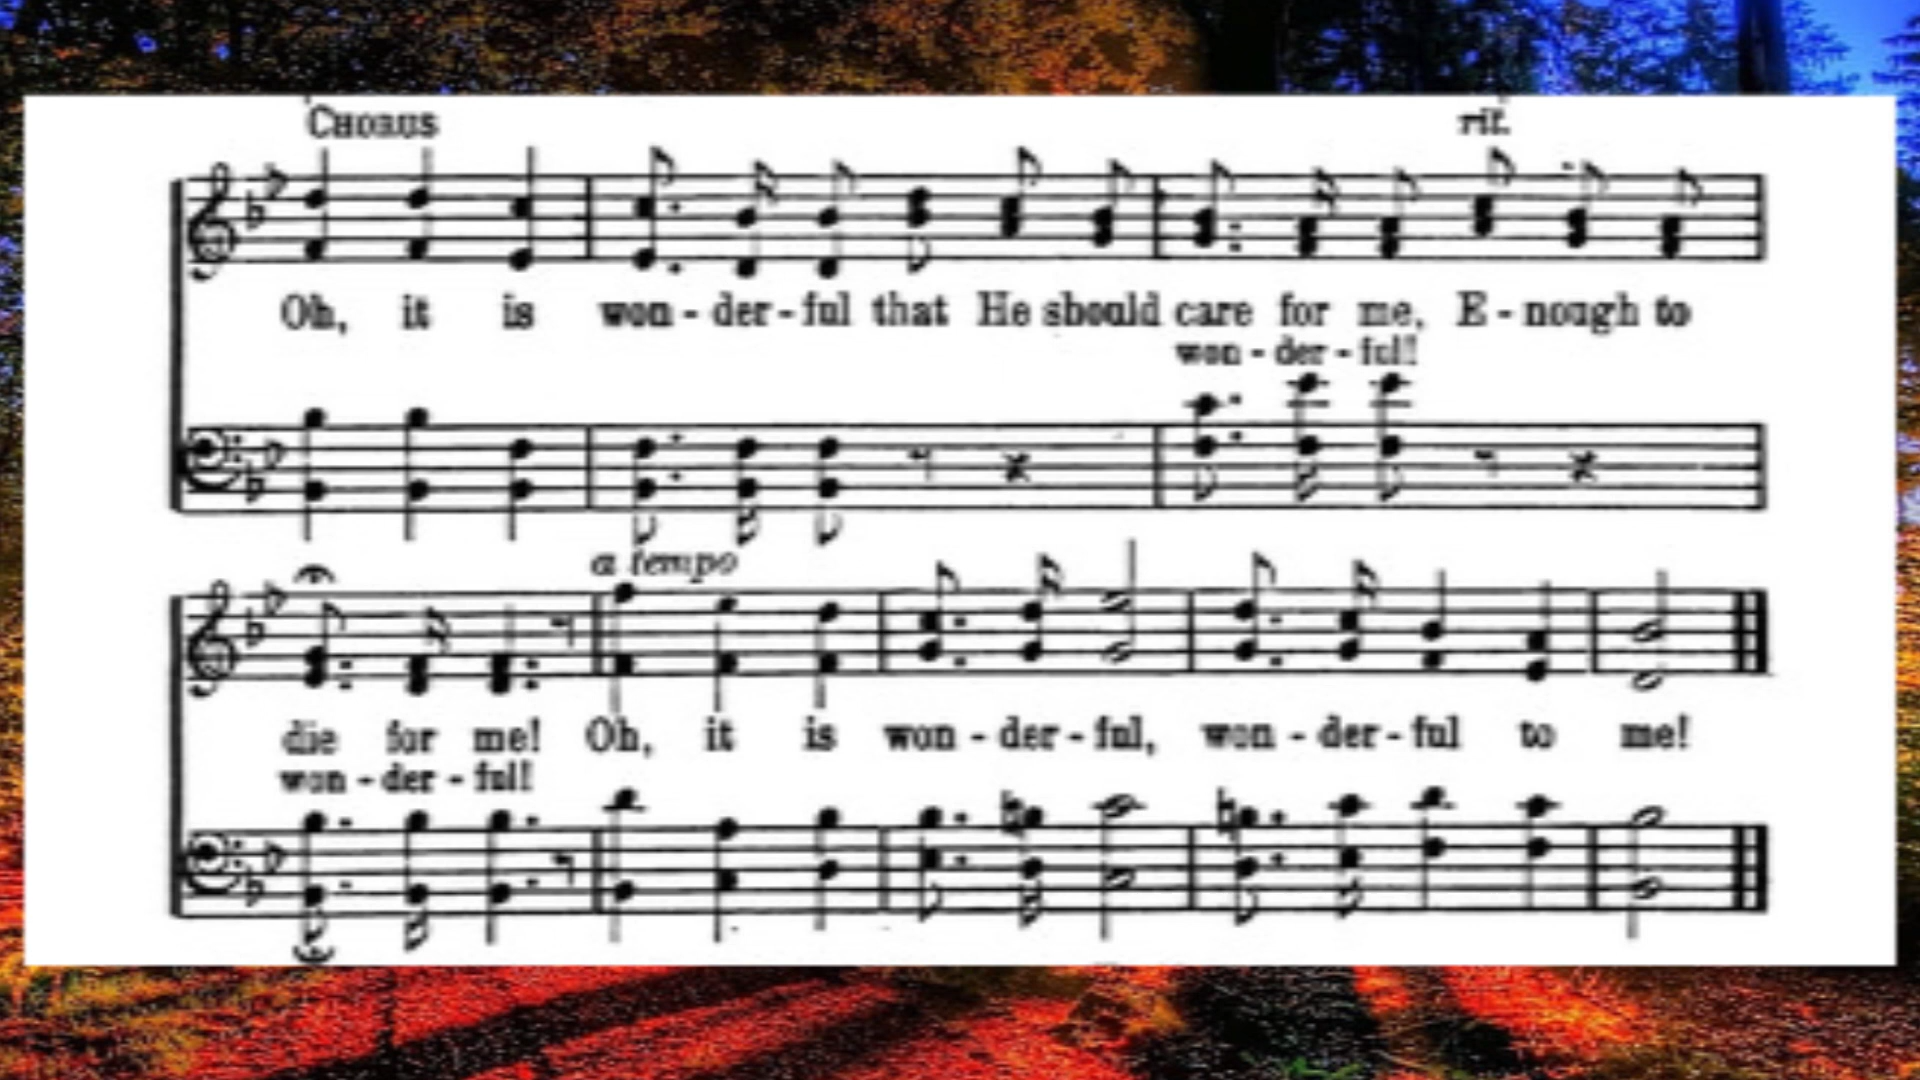 CHORUS
rit.
Oh, it is won - der - ful that He should care for me, E - nough to
won - der - ful!
a tempo
die for me! Oh, it is won - der - ful, won - der - ful to me!
won - der - ful!